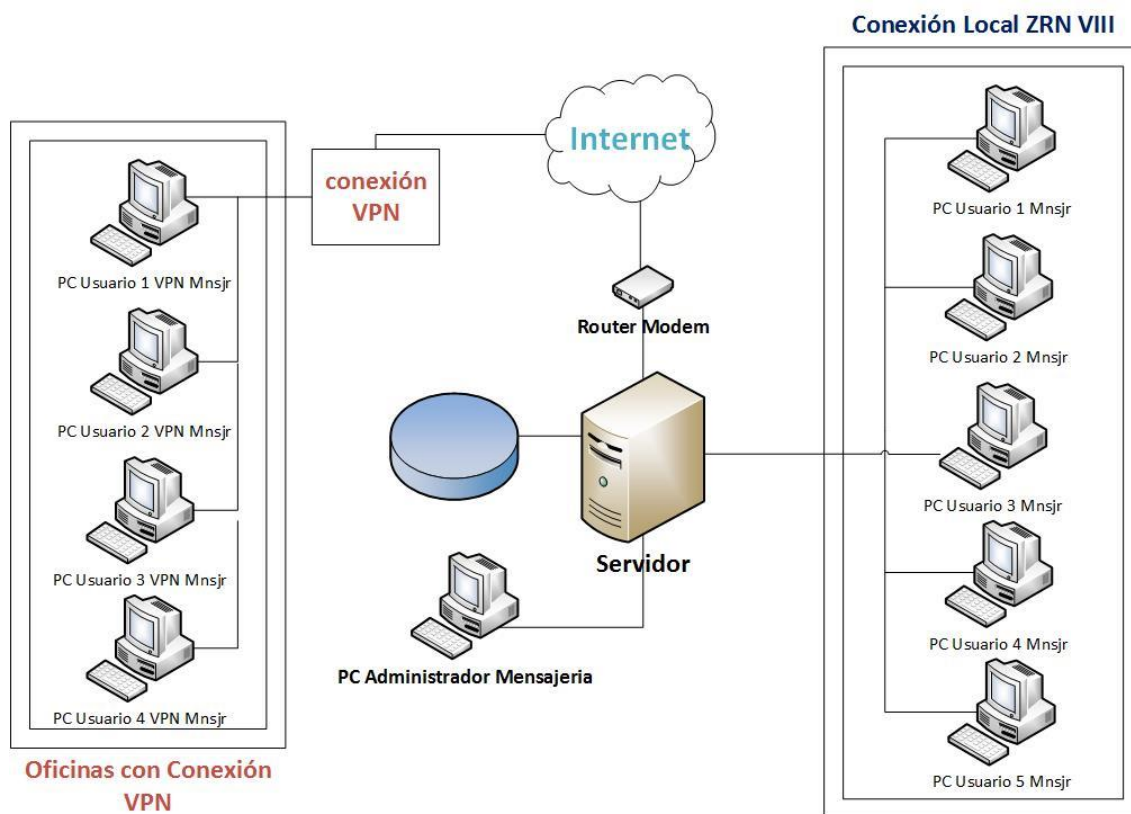 Conexión Local ZRN VIII
Internet
conexión
VPN
PC Usuario 1 VPN Mnsjr
PC Usuario 2 VPN Mnsjr
PC Usuario 3 VPN Mnsjr
PC Usuario 4 VPN Mnsjr
Oficinas con Conexión
VPN
Router Modem
Servidor
PC Administrador Mensajeria
PC Usuario 1 Mnsjr
PC Usuario 2 Mnsjr
PC Usuario 3 Mnsjr
PC Usuario 4 Mnsjr
PC Usuario 5 Mnsjr